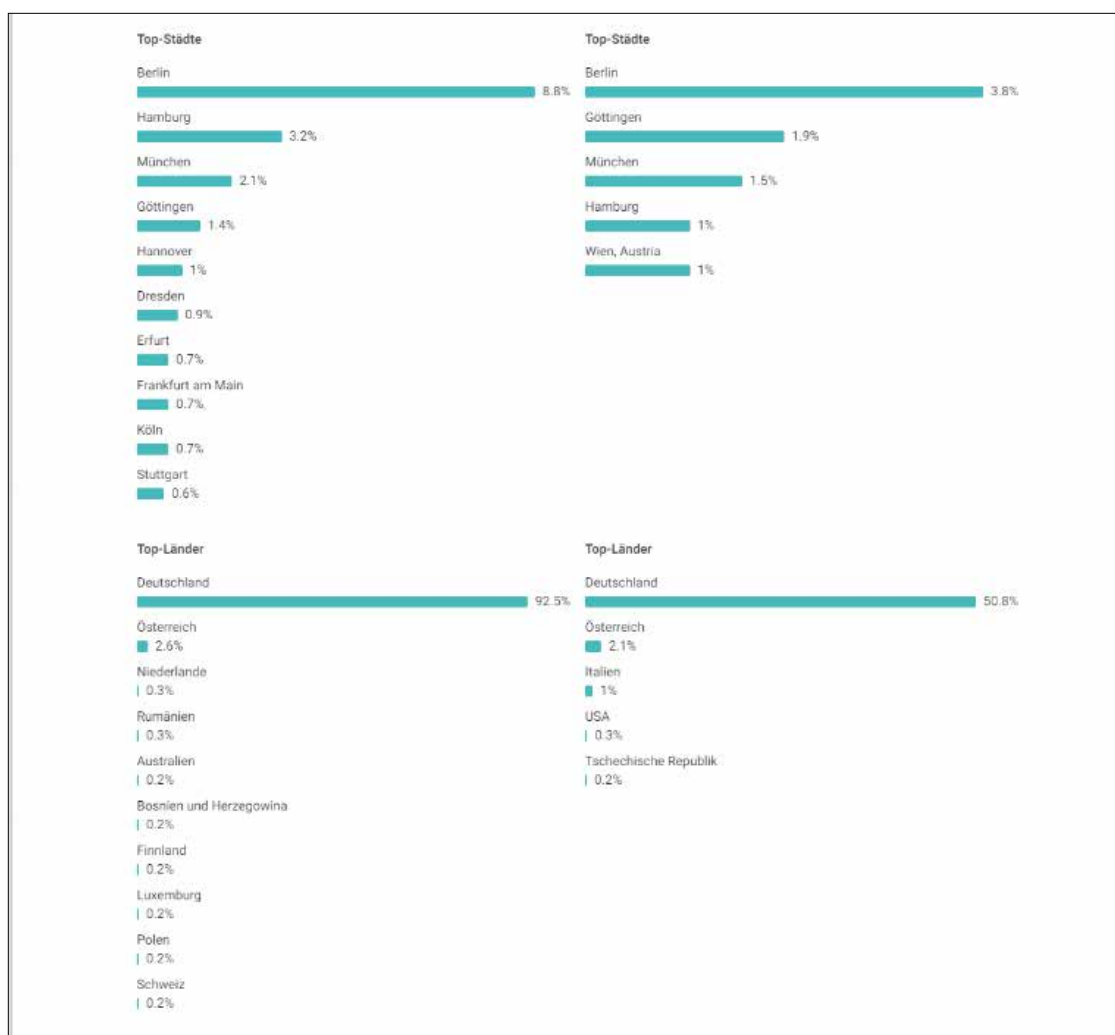 Top-Städte
Berlin
8.8%
Hamburg
3.2%
München
2.1%
Göttingen
1.4%
Hannover
1%
Dresden
0.9%
Erfurt
0.7%
Frankfurt am Main
0.7%
Köln
0.7%
Stuttgart
0.6%
Top-Städte
Berlin
3.8%
Göttingen
1.9%
München
1.5%
Hamburg
1%
Wien, Austria
1%
Top-Länder
Deutschland
92.5%
Österreich
2.6%
Niederlande
0.3%
Rumänien
0.3%
Australien
0.2%
Bosnien und Herzegowina
0.2%
Finnland
0.2%
Luxemburg
0.2%
Polen
0.2%
Schweiz
0.2%
Top-Länder
Deutschland
50.8%
Österreich
2.1%
Italien
1%
USA
0.3%
Tschechische Republik
0.2%